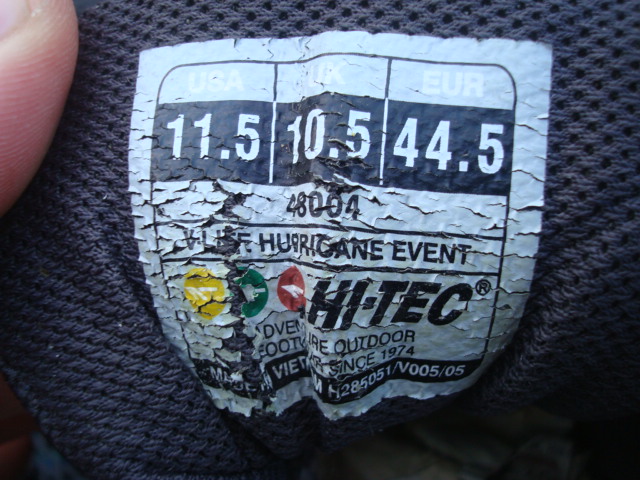 USA UK EUR
11.5 10.5 44.5
48004
V-LITE HURRICANE EVENT
HI-TEC®
ADVENTURE OUTDOOR
FOOTWEAR SINCE 1974
MADE IN VIETNAM H285051/V005/05